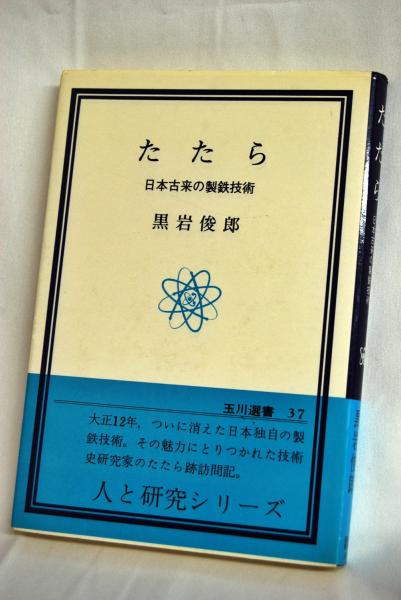 たたら
日本古来の製鉄技術
黒岩俊郎
玉川選書 37
大正12年，ついに消えた日本独自の製
鉄技術。その魅力にとりつかれた技術
史研究家のたたら跡訪問記。
人と研究シリーズ
たたら